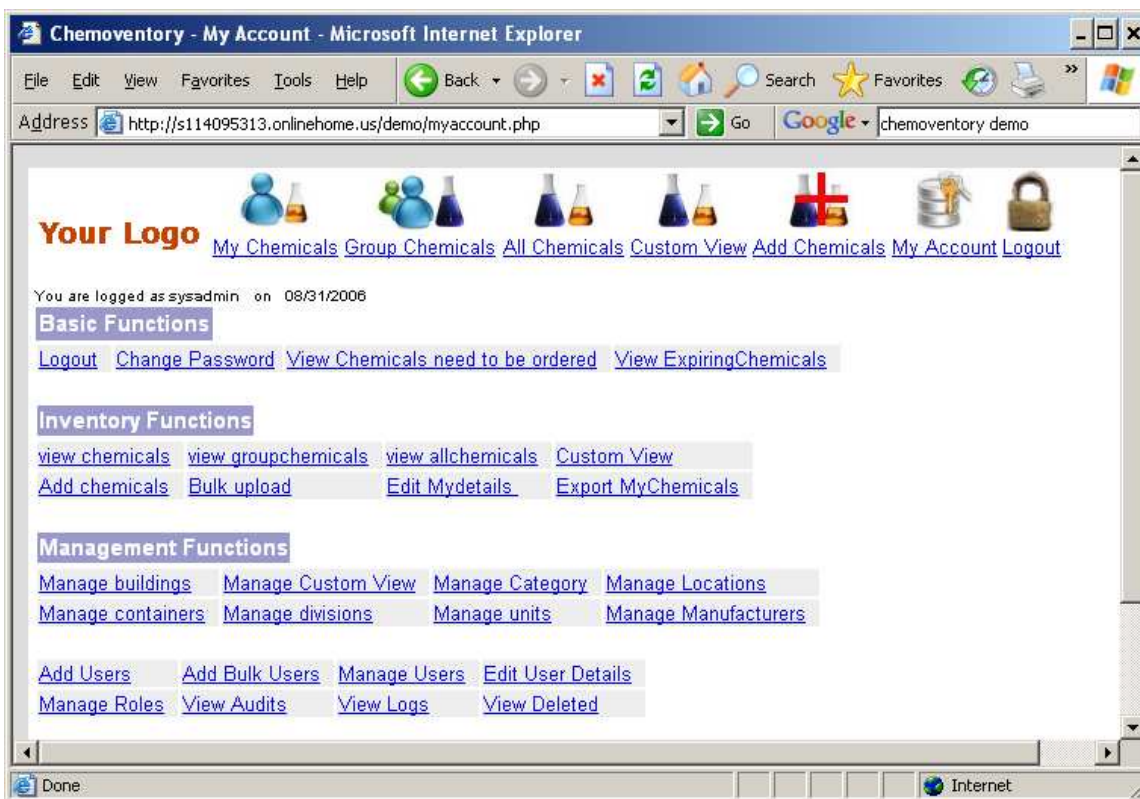 Chemoventory - My Account - Microsoft Internet Explorer
File Edit View Favorites Tools Help Back Search Favorites »
Address http://s114095313.onlinehome.us/demo/myaccount.php Go Google chemoventory demo
Your Logo My Chemicals Group Chemicals All Chemicals Custom View Add Chemicals My Account Logout
You are logged as sysadmin on 08/31/2006
Basic Functions
Logout Change Password View Chemicals need to be ordered View ExpiringChemicals
Inventory Functions
view chemicals view groupchemicals view allchemicals Custom View
Add chemicals Bulk upload Edit Mydetails Export MyChemicals
Management Functions
Manage buildings Manage Custom View Manage Category Manage Locations
Manage containers Manage divisions Manage units Manage Manufacturers
Add Users Add Bulk Users Manage Users Edit User Details
Manage Roles View Audits View Logs View Deleted
Done Internet